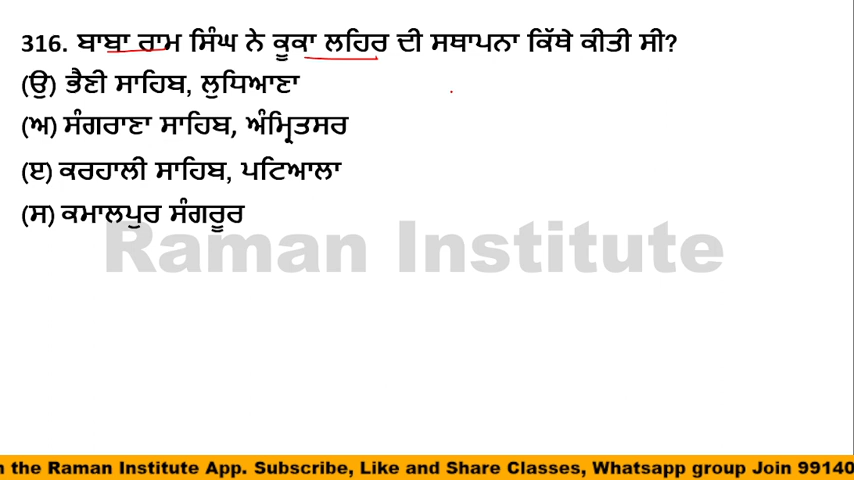 316. ਬਾਬਾ ਰਾਮ ਸਿੰਘ ਨੇ ਕੂਕਾ ਲਹਿਰ ਦੀ ਸਥਾਪਨਾ ਕਿੱਥੇ ਕੀਤੀ ਸੀ?
(ਉ) ਭੈਣੀ ਸਾਹਿਬ, ਲੁਧਿਆਣਾ
(ਅ) ਸੰਗਰਾਣਾ ਸਾਹਿਬ, ਅੰਮ੍ਰਿਤਸਰ
(ੲ) ਕਰਹਾਲੀ ਸਾਹਿਬ, ਪਟਿਆਲਾ
(ਸ) ਕਮਾਲਪੁਰ ਸੰਗਰੂਰ
Raman Institute
n the Raman Institute App. Subscribe, Like and Share Classes, Whatsapp group Join 99140